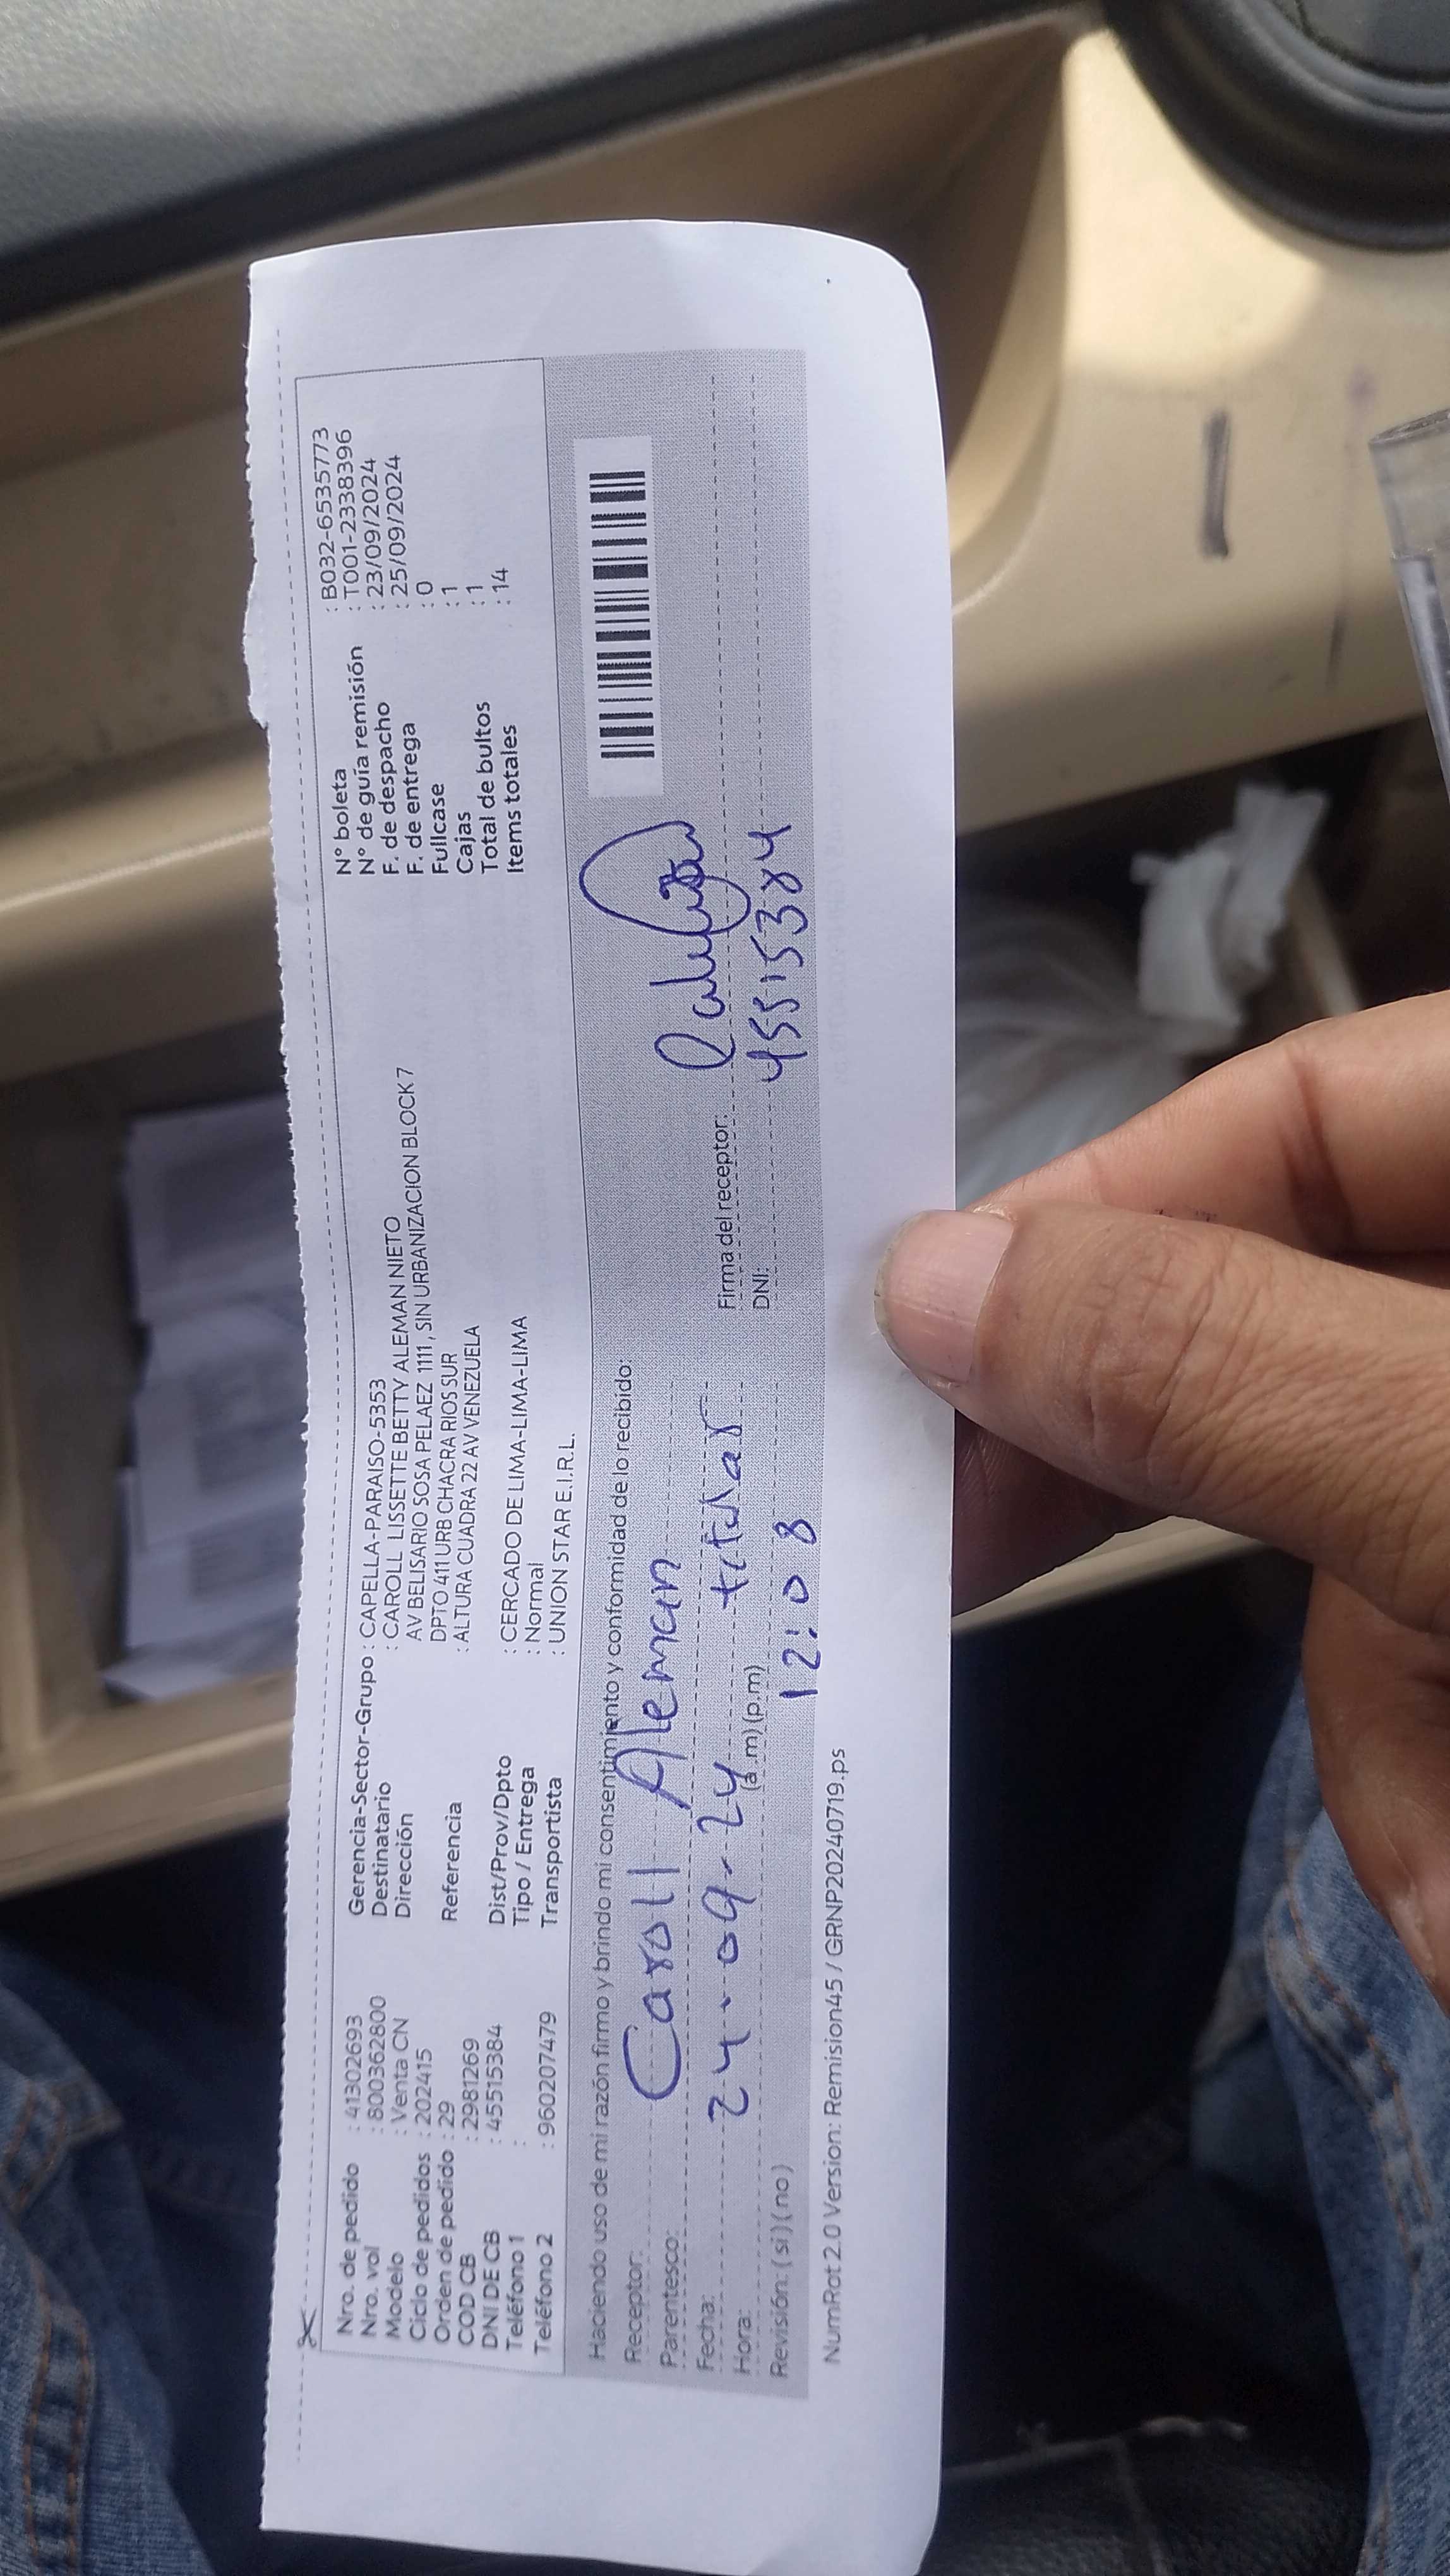 Nro. de pedido : 41302693
Nro. vol : 800362800
Modelo : Venta CN
Ciclo de pedidos : 202415
Orden de pedido : 29
COD CB : 2981269
DNI DE CB : 45515384
Teléfono 1 :
Teléfono 2 : 960207479
Gerencia-Sector-Grupo : CAPELLA-PARAISO-5353
Destinatario : CAROLL LISSETTE BETTY ALEMAN NIETO
Dirección AV BELISARIO SOSA PELAEZ 1111 , SIN URBANIZACION BLOCK 7
DPTO 411 URB CHACRA RIOS SUR
Referencia : ALTURA CUADRA 22 AV VENEZUELA
Dist/Prov/Dpto : CERCADO DE LIMA-LIMA-LIMA
Tipo / Entrega : Normal
Transportista : UNION STAR E.I.R.L.
N° boleta : B032-6535773
N° de guía remisión : T001-2338396
F. de despacho : 23/09/2024
F. de entrega : 25/09/2024
Fullcase : 0
Cajas : 1
Total de bultos : 1
Items totales : 14
Haciendo uso de mi razón firmo y brindo mi consentimiento y conformidad de lo recibido:
Receptor: Caroll Aleman
Parentesco: titular
Fecha: 24-09-24
Hora: (a.m) (p.m) 12:08
Revisión: (si) (no)
Firma del receptor:
DNI: 45515384
NumRot 2.0 Version: Remision45 / GRNP20240719.ps